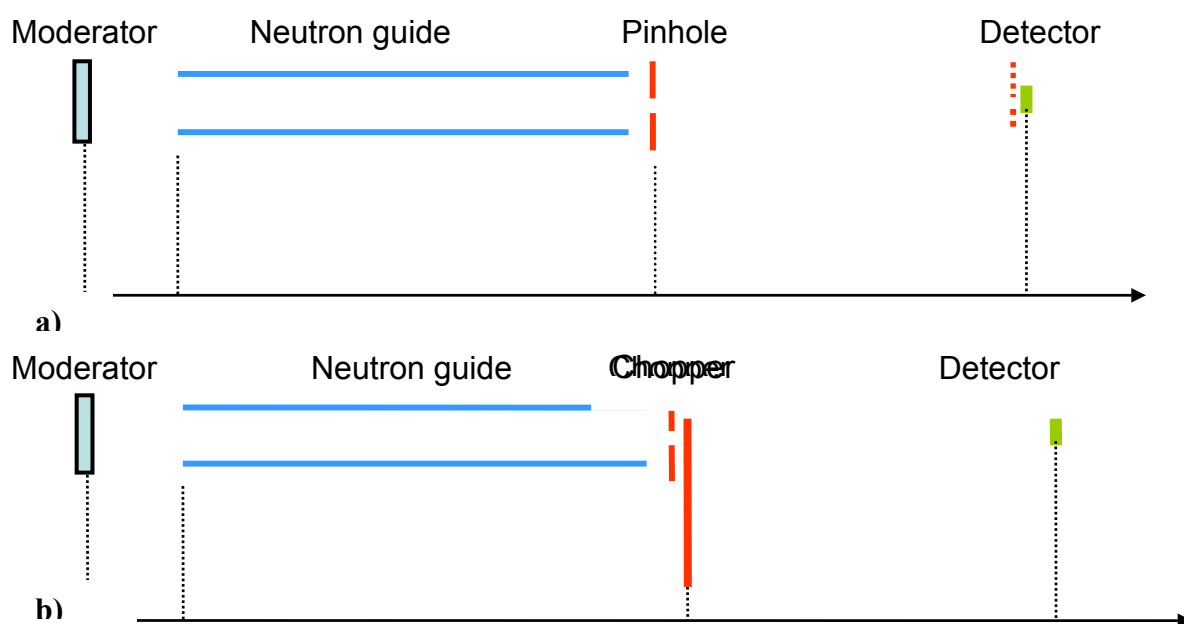 Moderator Neutron guide Pinhole Detector
a)
Moderator Neutron guide Chopper Detector
b)